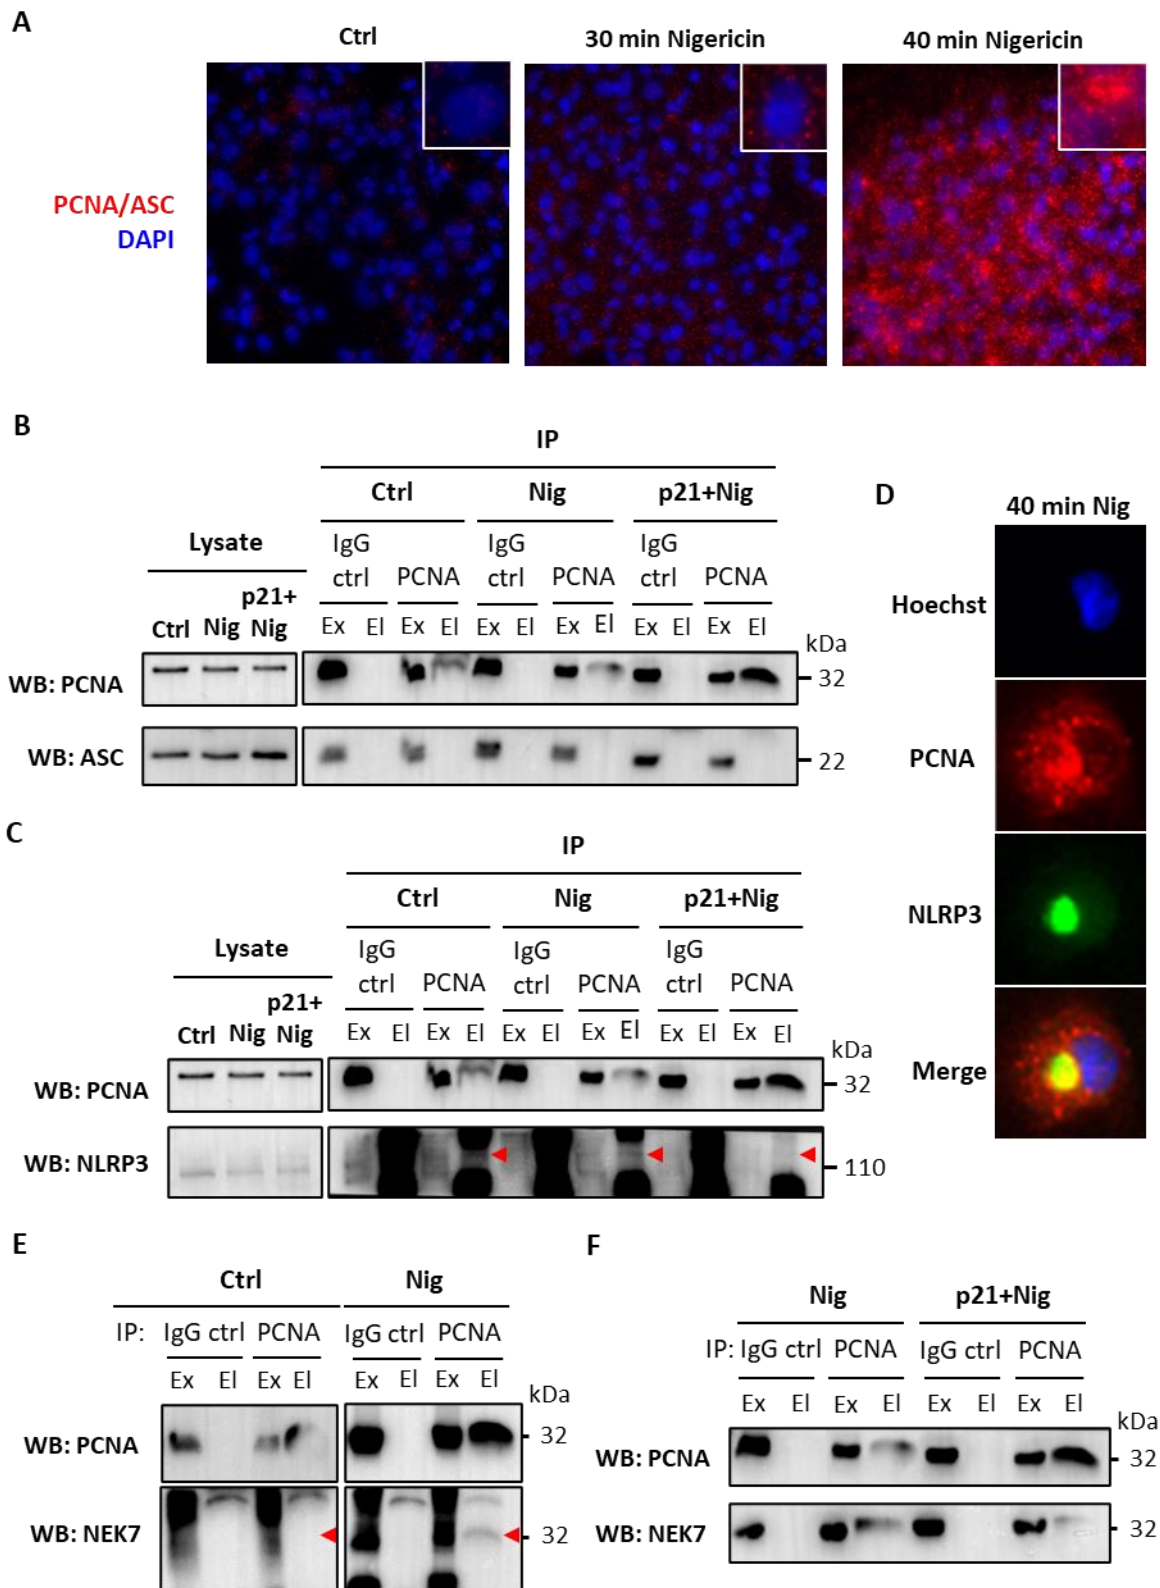 A
Ctrl
30 min Nigericin
40 min Nigericin
PCNA/ASC
DAPI
B
IP
Ctrl
Nig
p21+Nig
Lysate
IgG
ctrl
PCNA
IgG
ctrl
PCNA
IgG
ctrl
PCNA
Ctrl
Nig
p21+
Nig
Ex El Ex El Ex El Ex El Ex El Ex El
kDa
WB: PCNA
32
WB: ASC
22
C
IP
Ctrl
Nig
p21+Nig
Lysate
IgG
ctrl
PCNA
IgG
ctrl
PCNA
IgG
ctrl
PCNA
Ctrl
Nig
p21+
Nig
Ex El Ex El Ex El Ex El Ex El Ex El
kDa
WB: PCNA
32
WB: NLRP3
110
D
40 min Nig
Hoechst
PCNA
NLRP3
Merge
E
Ctrl
Nig
IP: IgG ctrl PCNA IgG ctrl PCNA
Ex El Ex El Ex El Ex El
kDa
WB: PCNA
32
WB: NEK7
32
F
Nig
p21+Nig
IP: IgG ctrl PCNA IgG ctrl PCNA
Ex El Ex El Ex El Ex El
kDa
WB: PCNA
32
WB: NEK7
32